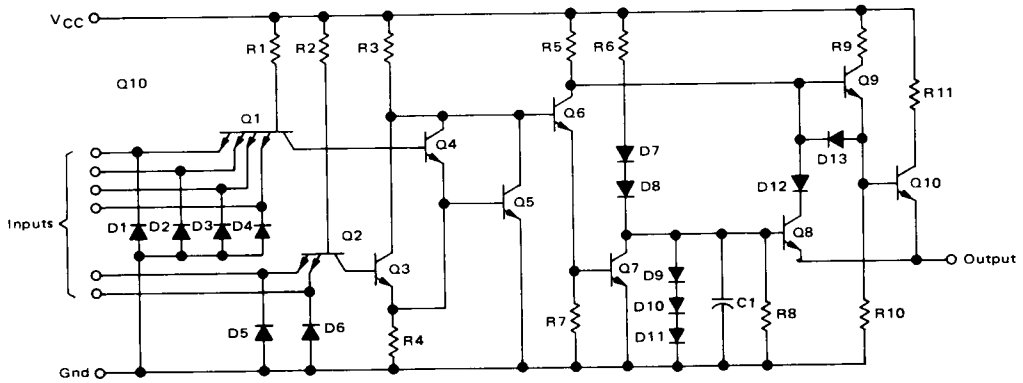 VCC
R1
R2
R3
R5
R6
R9
Q10
Q9
R11
Q1
Q6
Q4
D7
D13
D8
D12
Q10
Inputs
D1
D2
D3
D4
Q2
Q5
Q8
Q3
Q7
D9
Output
D10
C1
D5
D6
R4
R7
D11
R8
R10
Gnd